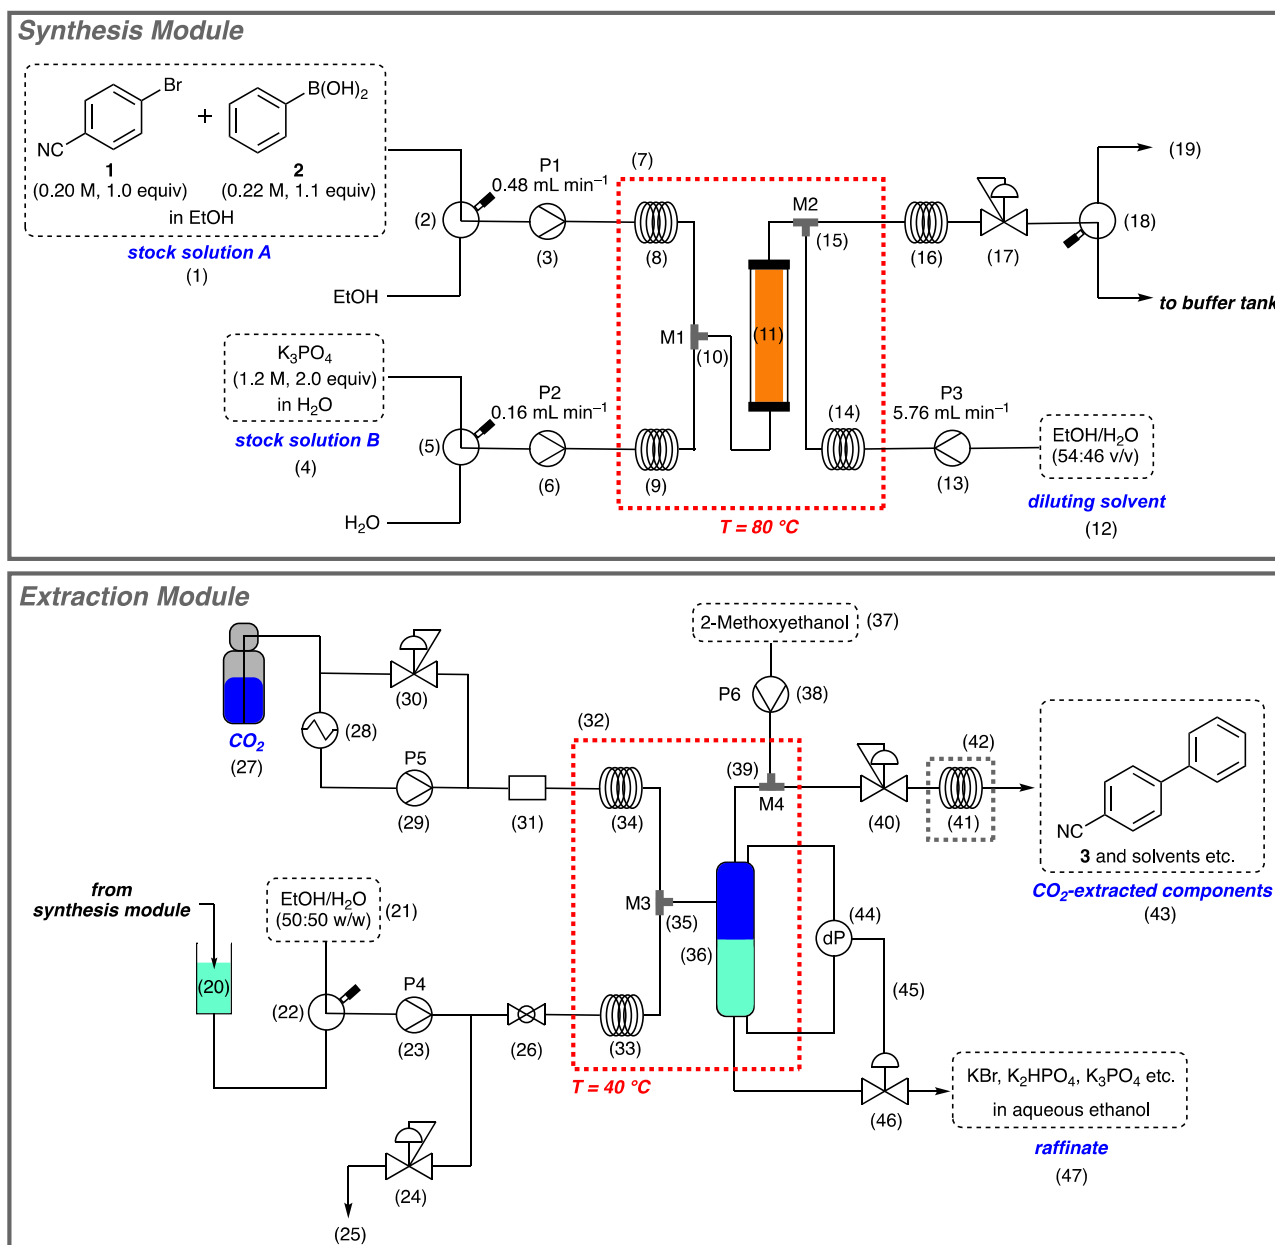 Synthesis Module
Br
NC
1
(0.20 M, 1.0 equiv)
+
B(OH)₂
2
(0.22 M, 1.1 equiv)
in EtOH
stock solution A
(1)
EtOH
(2)
P1
0.48 mL min⁻¹
(3)
K₃PO₄
(1.2 M, 2.0 equiv)
in H₂O
stock solution B
(4)
H₂O
(5)
P2
0.16 mL min⁻¹
(6)
(7)
(8)
(9)
M1
(10)
(11)
M2
(15)
(14)
T = 80 °C
P3
5.76 mL min⁻¹
(13)
EtOH/H₂O
(54:46 v/v)
diluting solvent
(12)
(16)
(17)
(18)
(19)
to buffer tank
Extraction Module
CO₂
(27)
(28)
(30)
P5
(29)
(31)
(32)
(34)
from
synthesis module
(20)
EtOH/H₂O
(50:50 w/w)
(21)
(22)
P4
(23)
(24)
(25)
(26)
(33)
T = 40 °C
M3
(35)
(36)
2-Methoxyethanol
(37)
P6
(38)
(39)
M4
(40)
(41)
(42)
NC
3 and solvents etc.
CO₂-extracted components
(43)
dP
(44)
(45)
(46)
KBr, K₂HPO₄, K₃PO₄ etc.
in aqueous ethanol
raffinate
(47)